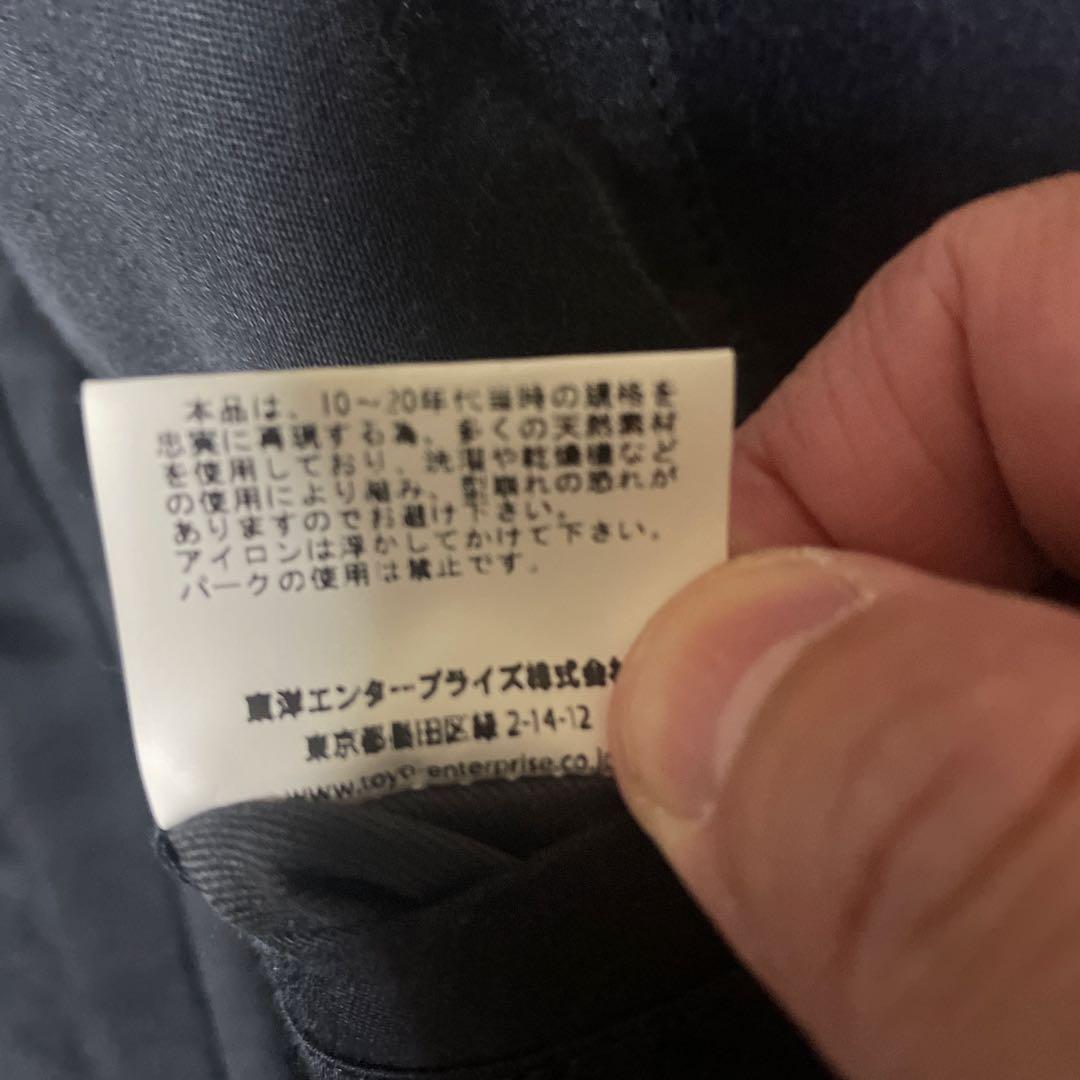 本品は、10～20年代当時の規格を
忠実に再現する為、多くの天然素材
を使用しており、洗濯や乾燥機など
の使用により縮み、型崩れの恐れが
ありますのでお避け下さい。
アイロンは浮かしてかけて下さい。
パークの使用は禁止です。
東洋エンタープライズ株式会社
東京都墨田区緑 2-14-12
www.toyo-enterprise.co.j